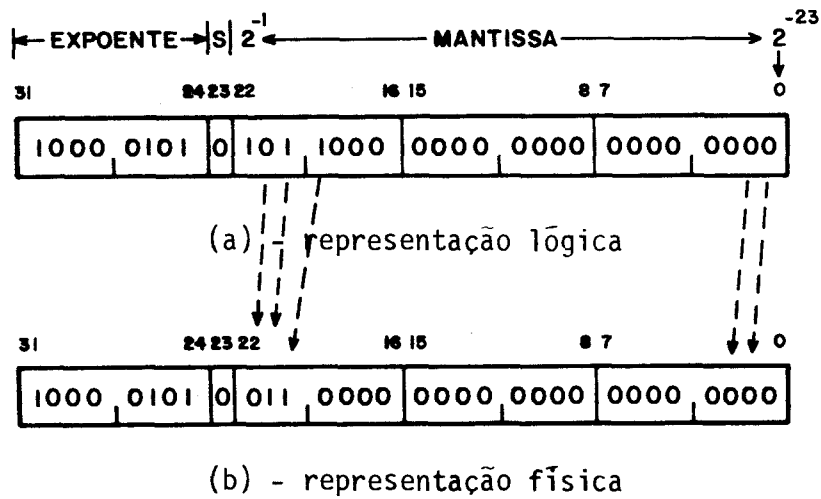 -1 -23
EXPOENTE S 2 MANTISSA 2
31 24 23 22 16 15 8 7 0
1000 0101 0 101 1000 0000 0000 0000 0000
(a) - representação lógica
31 24 23 22 16 15 8 7 0
1000 0101 0 011 0000 0000 0000 0000 0000
(b) - representação física